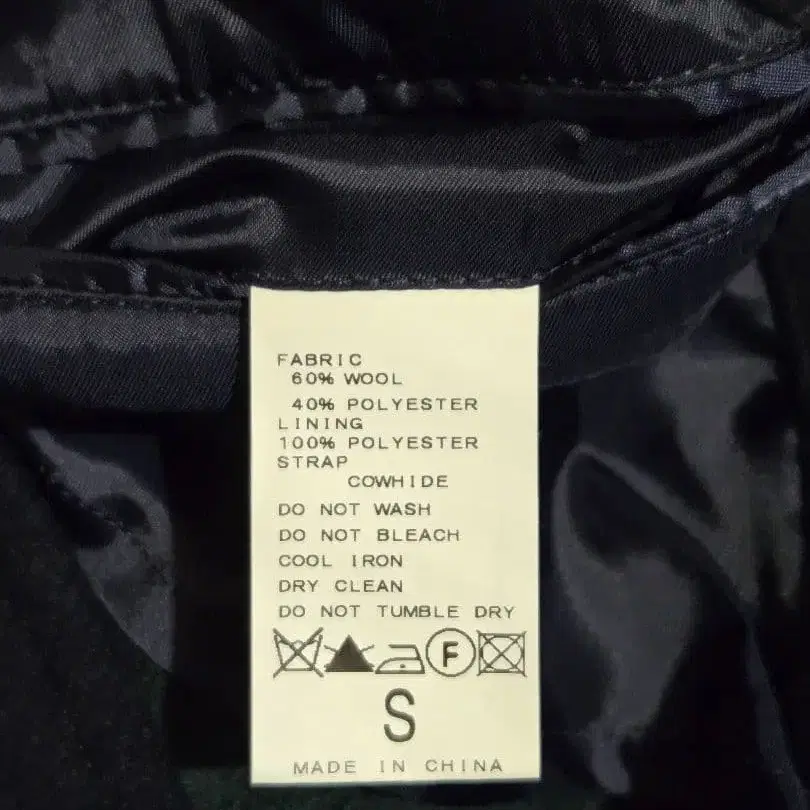 FABRIC
60% WOOL
40% POLYESTER
LINING
100% POLYESTER
STRAP
COWHIDE
DO NOT WASH
DO NOT BLEACH
COOL IRON
DRY CLEAN
DO NOT TUMBLE DRY
F
S
MADE IN CHINA